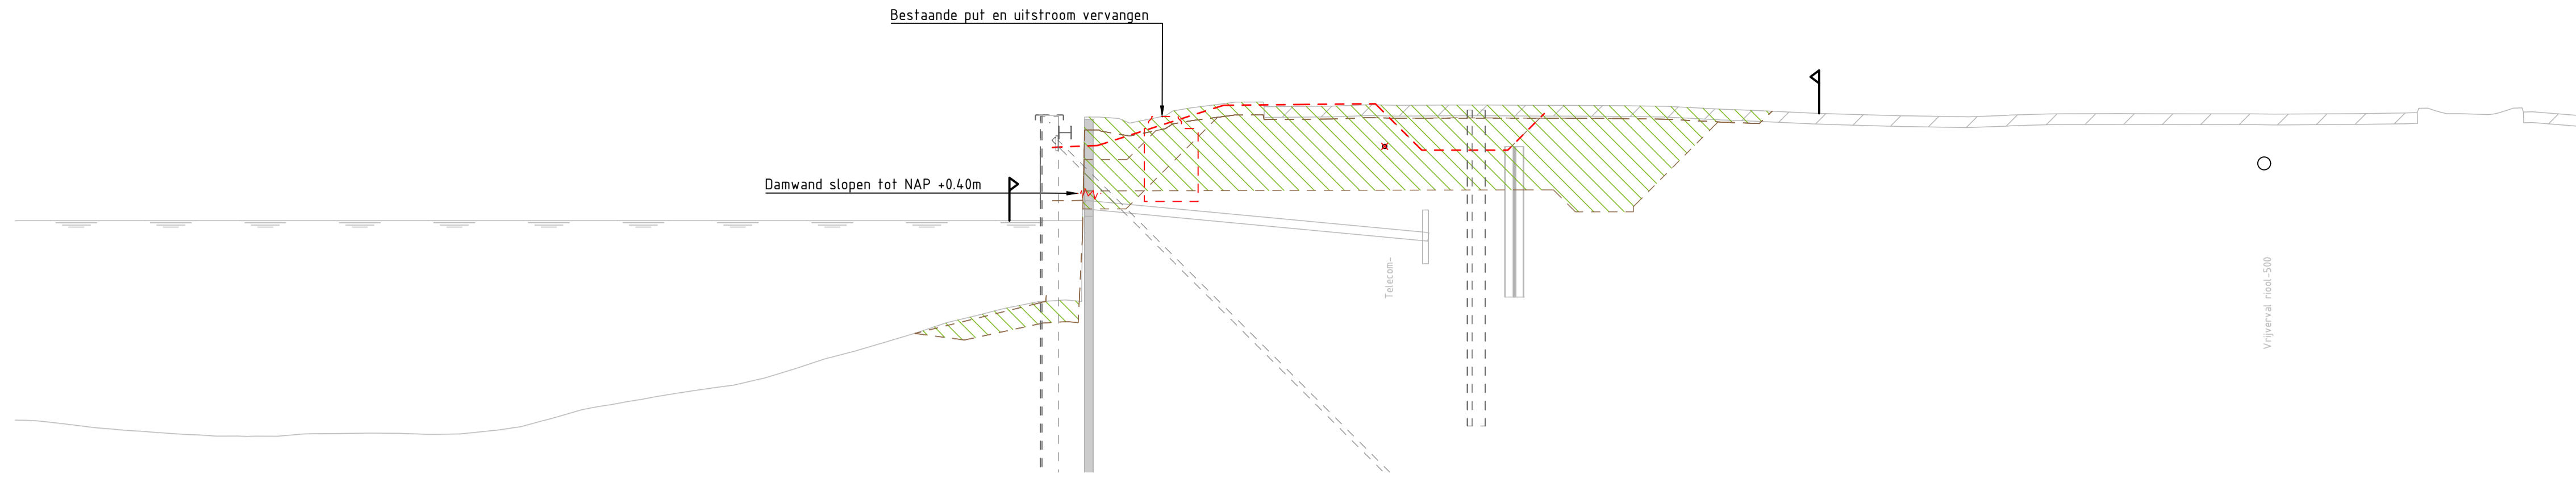 Bestaande put en uitstroom vervangen
Damwand slopen tot NAP +0.40m
Telecom-
Vrijverval riool-500